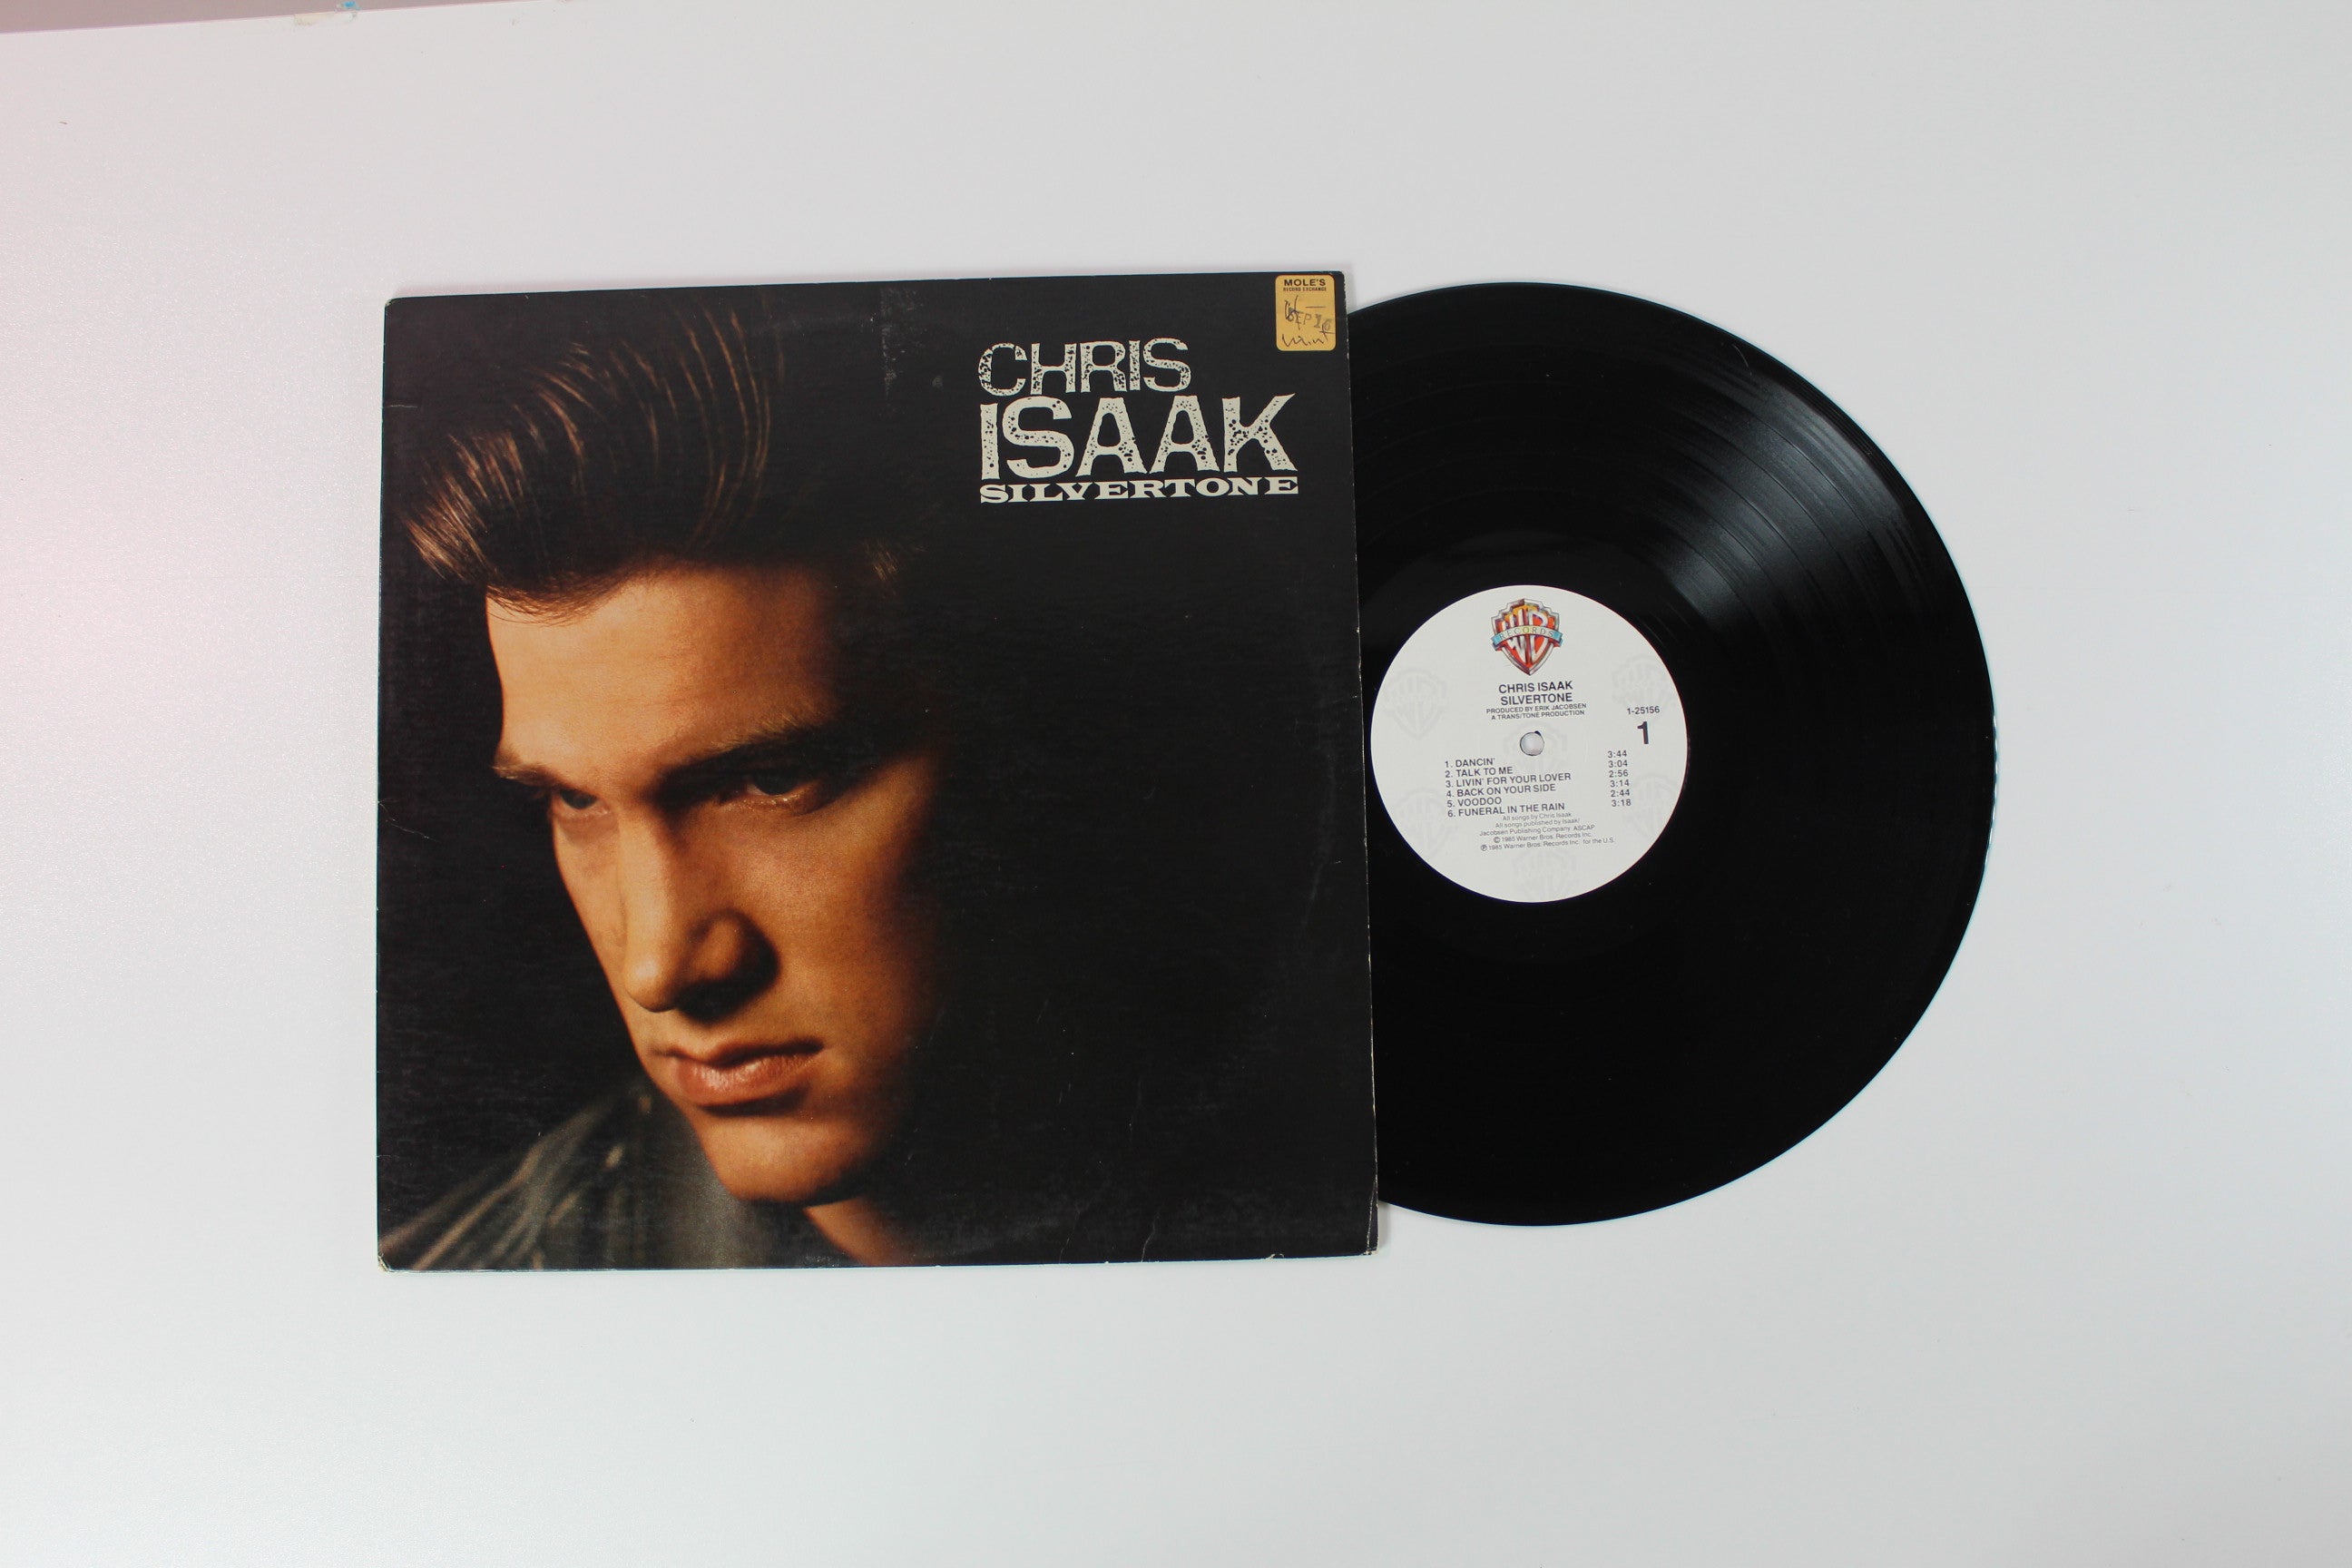 MOLE'S
RECORD EXCHANGE
SEP
CHRIS
ISAAK
SILVERTONE
WB
RECORDS
CHRIS ISAAK
SILVERTONE
PRODUCED BY ERIK JACOBSEN
A TRANS/TONE PRODUCTION
1-25156
1
1. DANCIN' 3:44
2. TALK TO ME 3:04
3. LIVIN' FOR YOUR LOVER 2:56
4. BACK ON YOUR SIDE 3:14
5. VOODOO 2:44
6. FUNERAL IN THE RAIN 3:18
All songs by Chris Isaak
All songs published by Isaak/
Jacobsen Publishing Company ASCAP
© 1985 Warner Bros. Records Inc.
℗ 1985 Warner Bros. Records Inc. for the U.S.